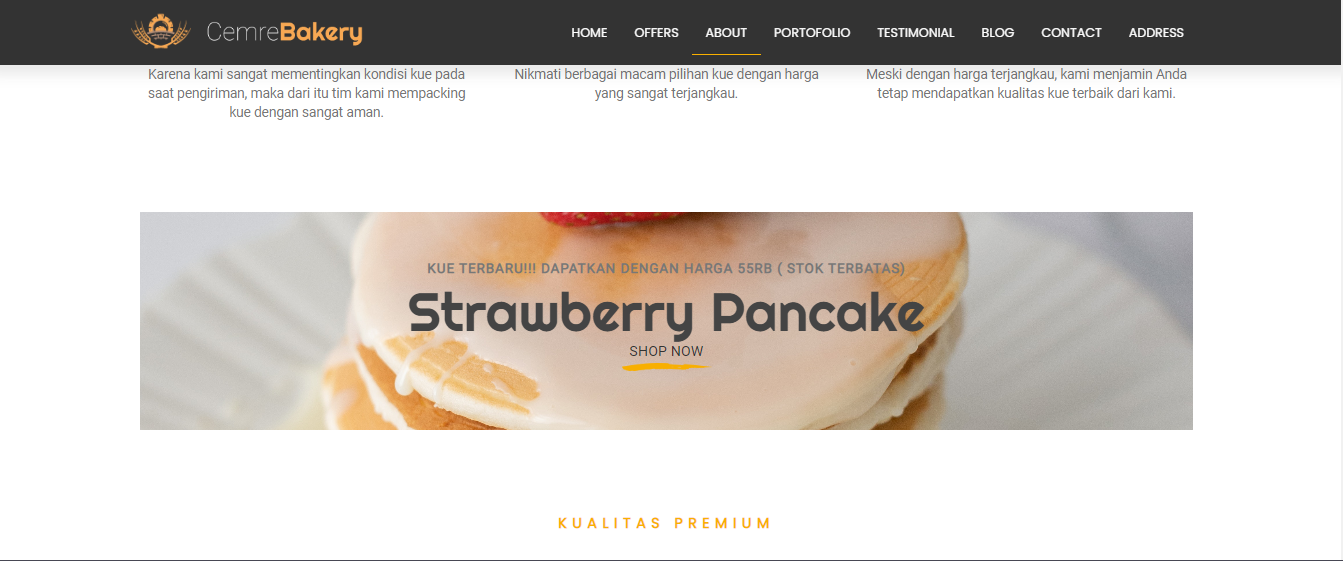 CemreBakery
HOME OFFERS ABOUT PORTOFOLIO TESTIMONIAL BLOG CONTACT ADDRESS
Karena kami sangat mementingkan kondisi kue pada
saat pengiriman, maka dari itu tim kami mempacking
kue dengan sangat aman.
Nikmati berbagai macam pilihan kue dengan harga
yang sangat terjangkau.
Meski dengan harga terjangkau, kami menjamin Anda
tetap mendapatkan kualitas kue terbaik dari kami.
KUE TERBARU!!! DAPATKAN DENGAN HARGA 55RB ( STOK TERBATAS)
Strawberry Pancake
SHOP NOW
KUALITAS PREMIUM